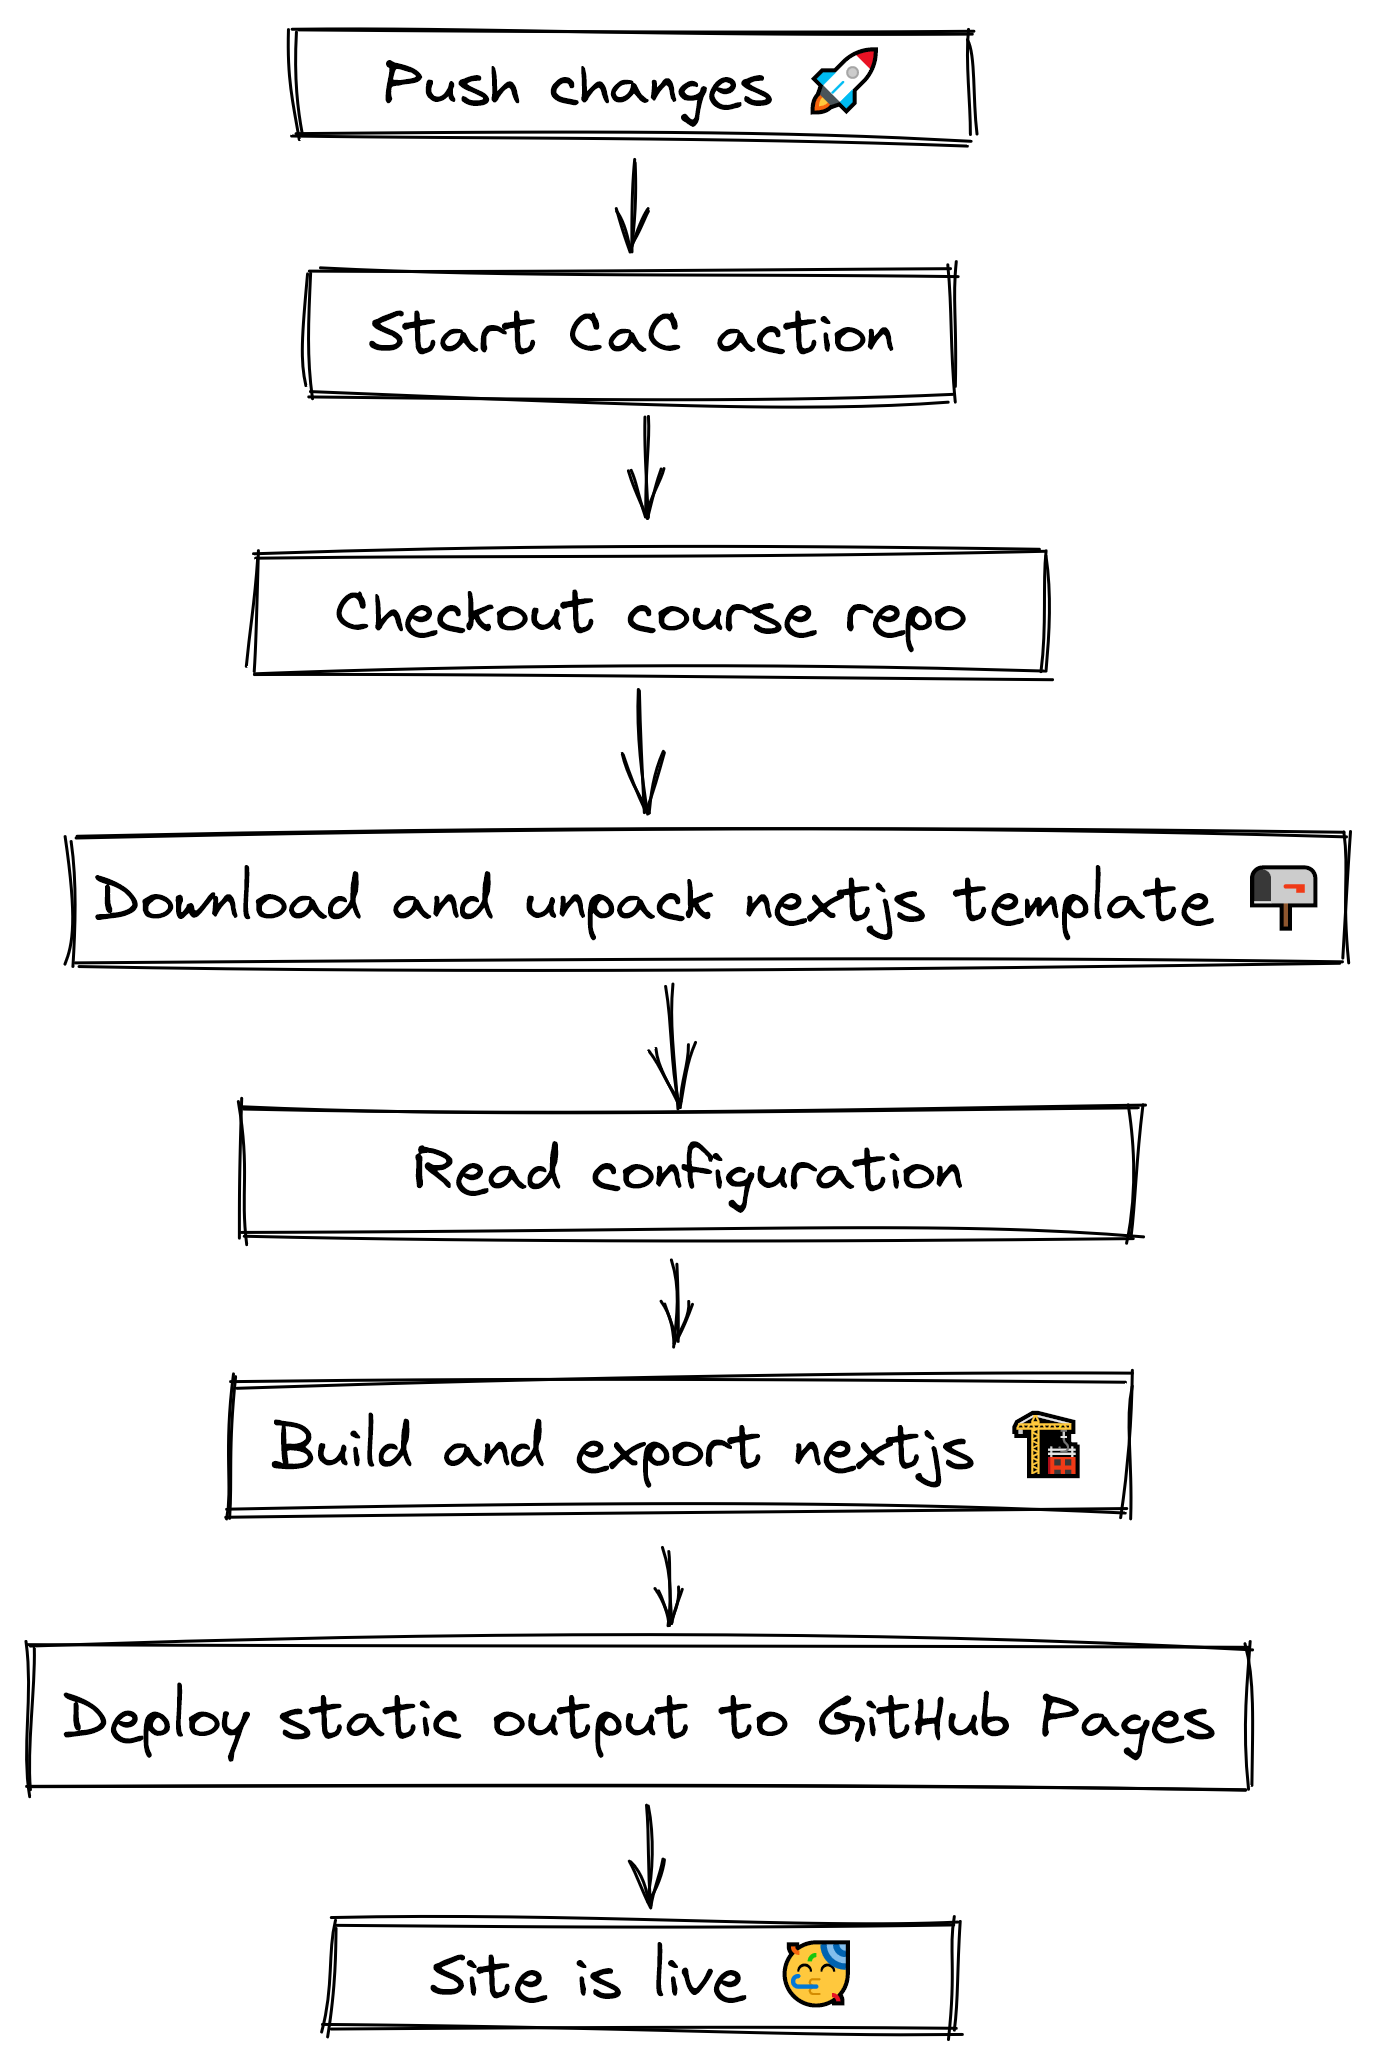 Push changes 🚀
Start CaC action
Checkout course repo
Download and unpack nextjs template 📪
Read configuration
Build and export nextjs 🏗
Deploy static output to GitHub Pages
Site is live 🥳